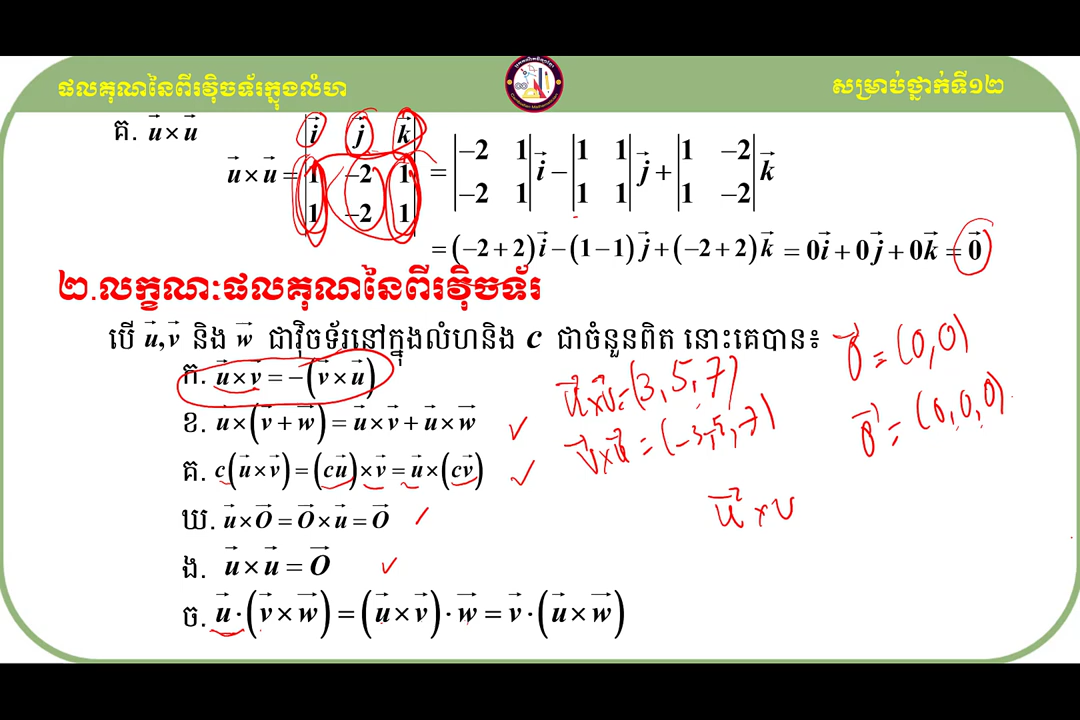 ផលគុណនៃពីរវ៉ិចទ័រក្នុងលំហ
សម្រាប់ថ្នាក់ទី១២
គ. u⃗ × u⃗
u⃗ × u⃗ = |i⃗ j⃗ k⃗; 1 −2 1; 1 −2 1| = |−2 1; −2 1| i⃗ − |1 1; 1 1| j⃗ + |1 −2; 1 −2| k⃗
= (−2+2) i⃗ − (1−1) j⃗ + (−2+2) k⃗ = 0i⃗ + 0j⃗ + 0k⃗ = 0⃗
២.លក្ខណៈផលគុណនៃពីរវ៉ិចទ័រ
បើ u⃗, v⃗ និង w⃗ ជាវ៉ិចទ័រនៅក្នុងលំហនិង c ជាចំនួនពិត នោះគេបាន៖
ក. u⃗ × v⃗ = −(v⃗ × u⃗)
ខ. u⃗ × (v⃗ + w⃗) = u⃗ × v⃗ + u⃗ × w⃗
គ. c(u⃗ × v⃗) = (cu⃗) × v⃗ = u⃗ × (cv⃗)
ឃ. u⃗ × O⃗ = O⃗ × u⃗ = O⃗
ង. u⃗ × u⃗ = O⃗
ច. u⃗ · (v⃗ × w⃗) = (u⃗ × v⃗) · w⃗ = v⃗ · (u⃗ × w⃗)
u⃗ × v⃗ = (3, 5, 7)
v⃗ × u⃗ = (−3, −5, −7)
O⃗ = (0, 0)
O⃗ = (0, 0, 0)
u⃗ × v